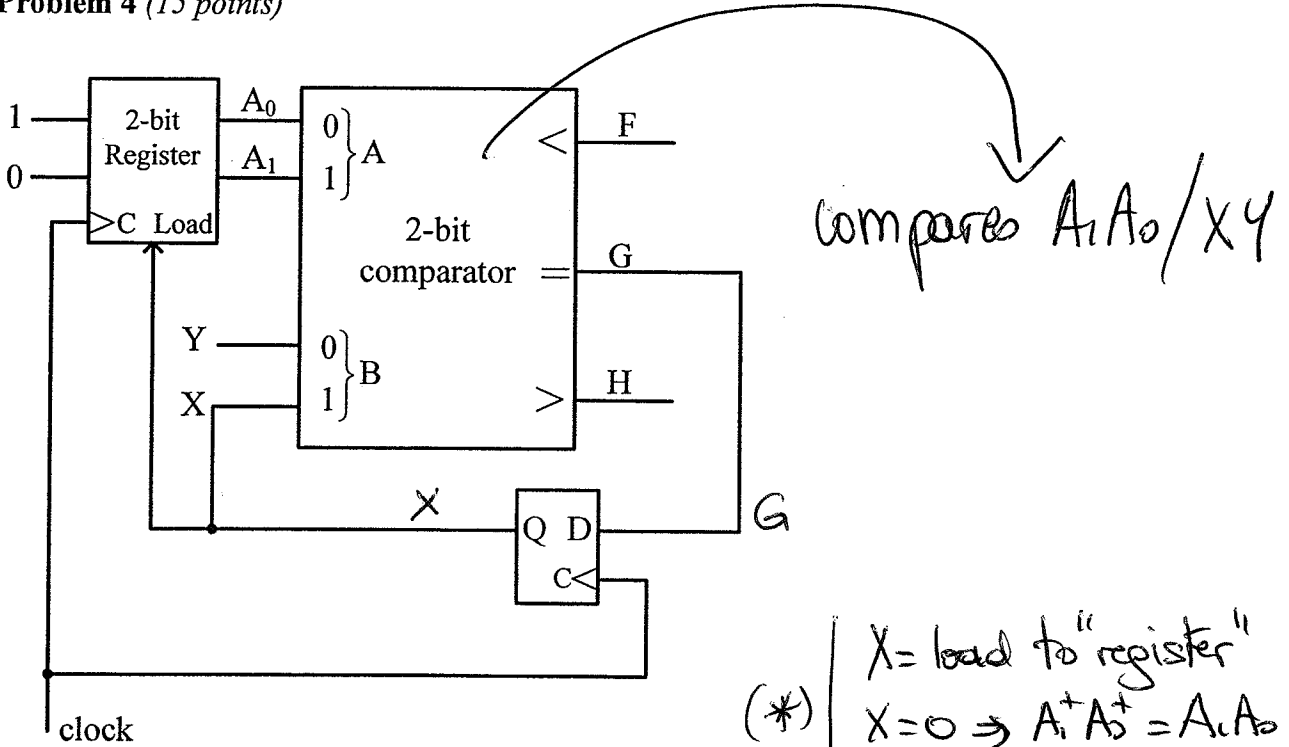 Problem 4 (15 points)
1
0
2-bit
Register
C Load
A₀
A₁
0
1
A
2-bit
comparator
<
=
>
F
G
H
Y
X
0
1
B
compares A₁A₀/XY
X
G
Q D
C
clock
(*)
X = load to "register"
X=0 ⇒ A₁⁺A₀⁺ = A₁A₀